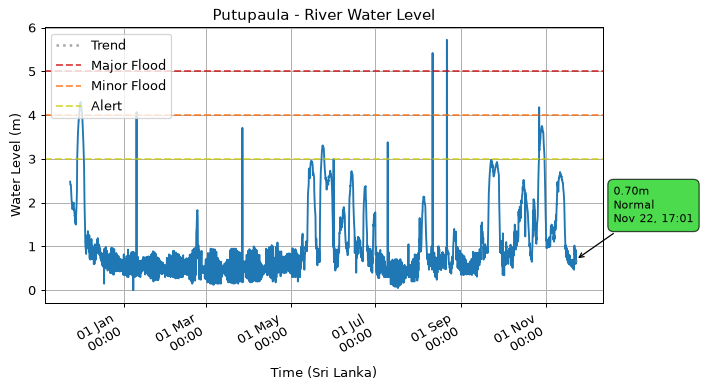 Putupaula - River Water Level
Water Level (m)
6
5
4
3
2
1
0
Trend
Major Flood
Minor Flood
Alert
0.70m
Normal
Nov 22, 17:01
01 Jan
00:00
01 Mar
00:00
01 May
00:00
01 Jul
00:00
01 Sep
00:00
01 Nov
00:00
Time (Sri Lanka)